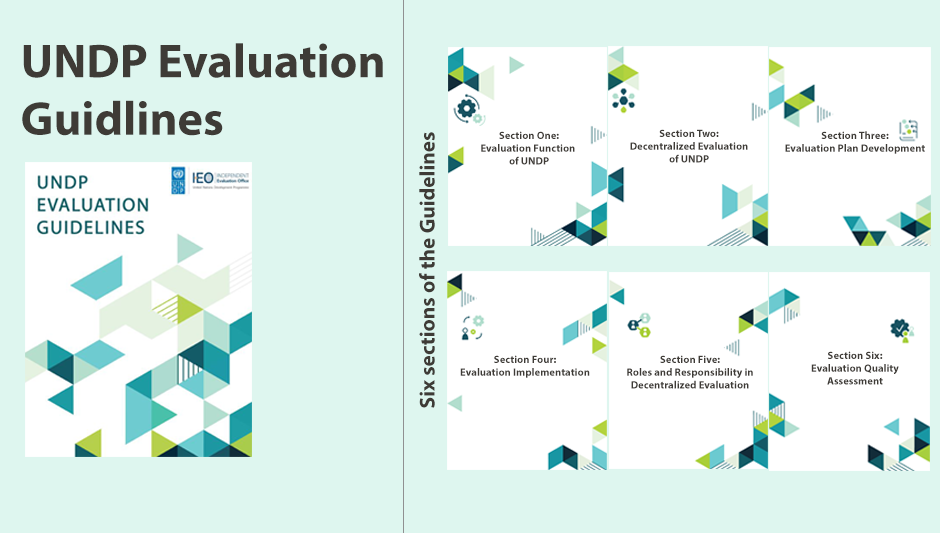 UNDP Evaluation
Guidlines
UNDP
EVALUATION
GUIDELINES
UNDP
IEO INDEPENDENT
Evaluation Office
United Nations Development Programme
Six sections of the Guidelines
Section One:
Evaluation Function
of UNDP
Section Two:
Decentralized Evaluation
of UNDP
Section Three:
Evaluation Plan Development
Section Four:
Evaluation Implementation
Section Five:
Roles and Responsibility in
Decentralized Evaluation
Section Six:
Evaluation Quality
Assessment